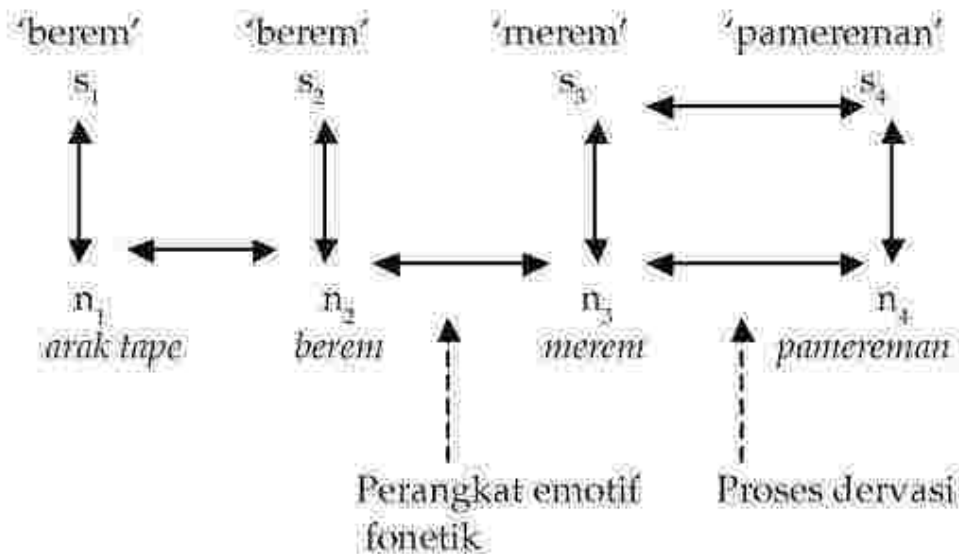 'berem' 'berem' 'merem' 'pamereman'
s₁ s₂ s₃ s₄
n₁ n₂ n₃ n₄
arak tape berem merem pamereman
Perangkat emotif Proses dervasi
fonetik